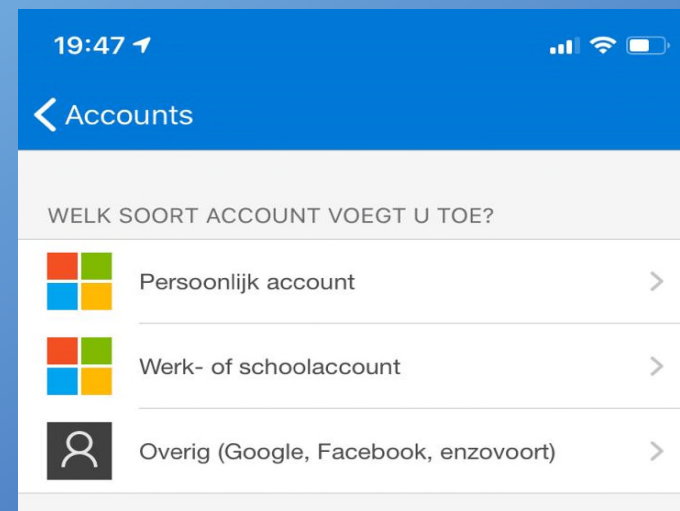 19:47
Accounts
WELK SOORT ACCOUNT VOEGT U TOE?
Persoonlijk account
Werk- of schoolaccount
Overig (Google, Facebook, enzovoort)